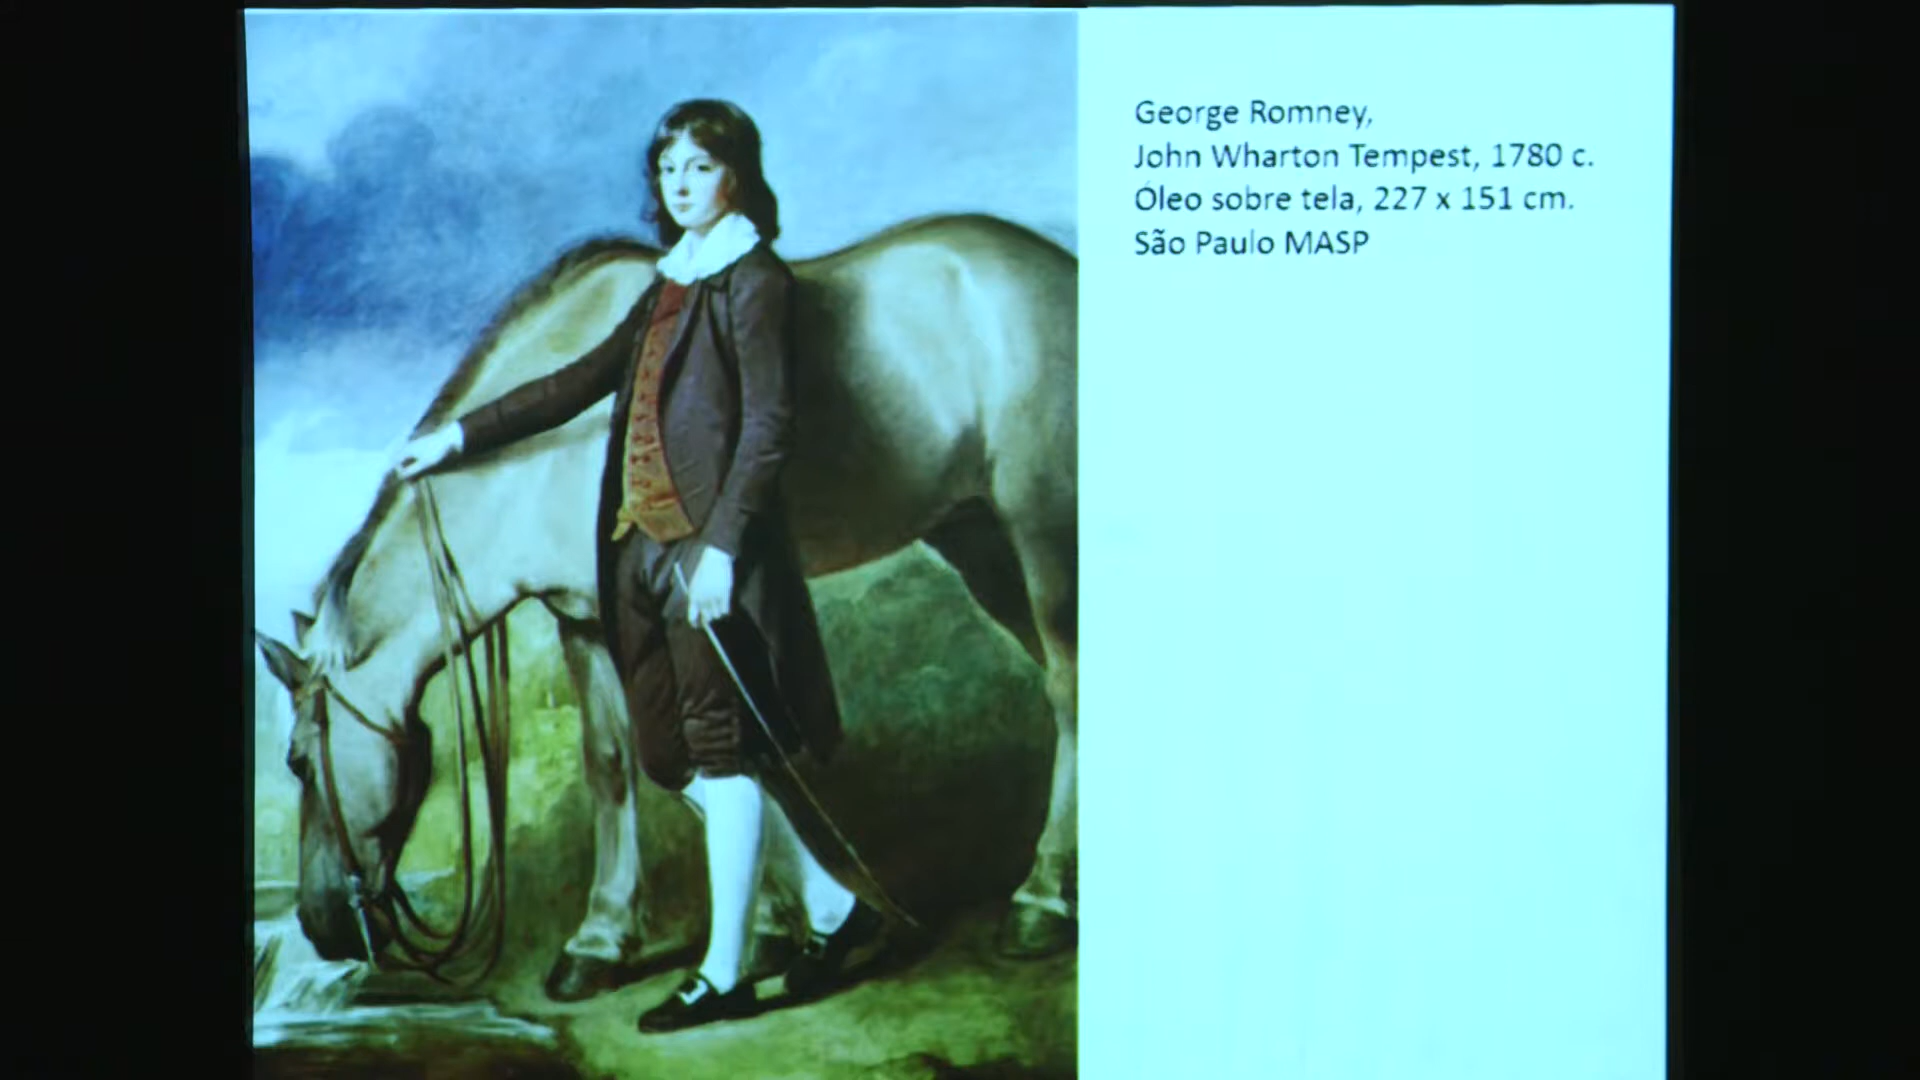 George Romney,
John Wharton Tempest, 1780 c.
Óleo sobre tela, 227 x 151 cm.
São Paulo MASP